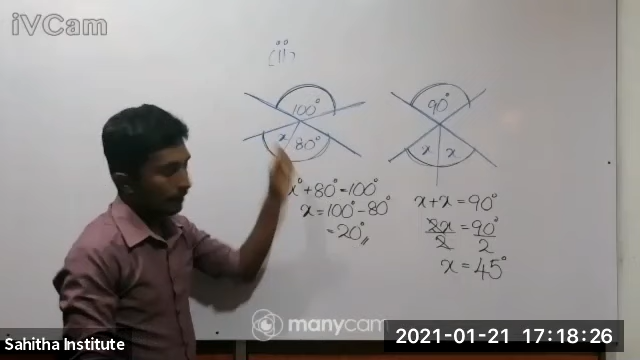 iVCam
(ii)
100°
x
80°
x° + 80° = 100°
x = 100° - 80°
= 20°
90°
x x
x + x = 90°
2x/2 = 90°/2
x = 45°
manycam
Sahitha Institute
2021-01-21 17:18:26